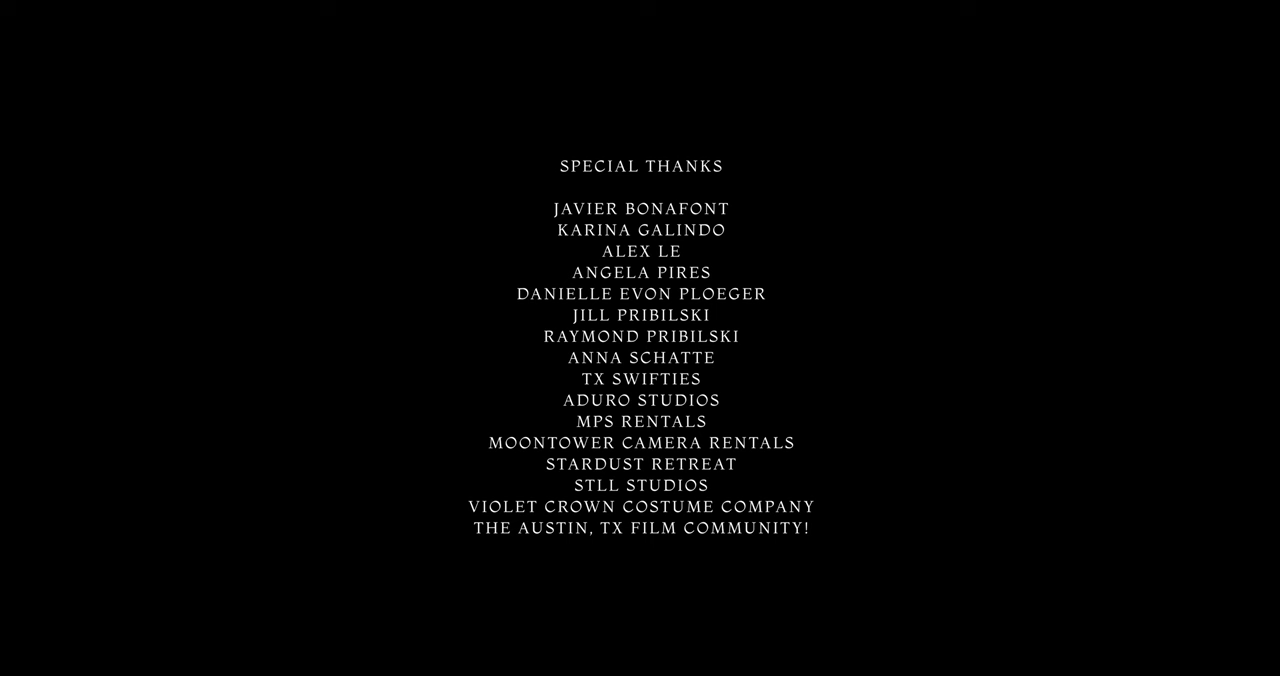 SPECIAL THANKS
JAVIER BONAFONT
KARINA GALINDO
ALEX LE
ANGELA PIRES
DANIELLE EVON PLOEGER
JILL PRIBILSKI
RAYMOND PRIBILSKI
ANNA SCHATTE
TX SWIFTIES
ADURO STUDIOS
MPS RENTALS
MOONTOWER CAMERA RENTALS
STARDUST RETREAT
STLL STUDIOS
VIOLET CROWN COSTUME COMPANY
THE AUSTIN, TX FILM COMMUNITY!